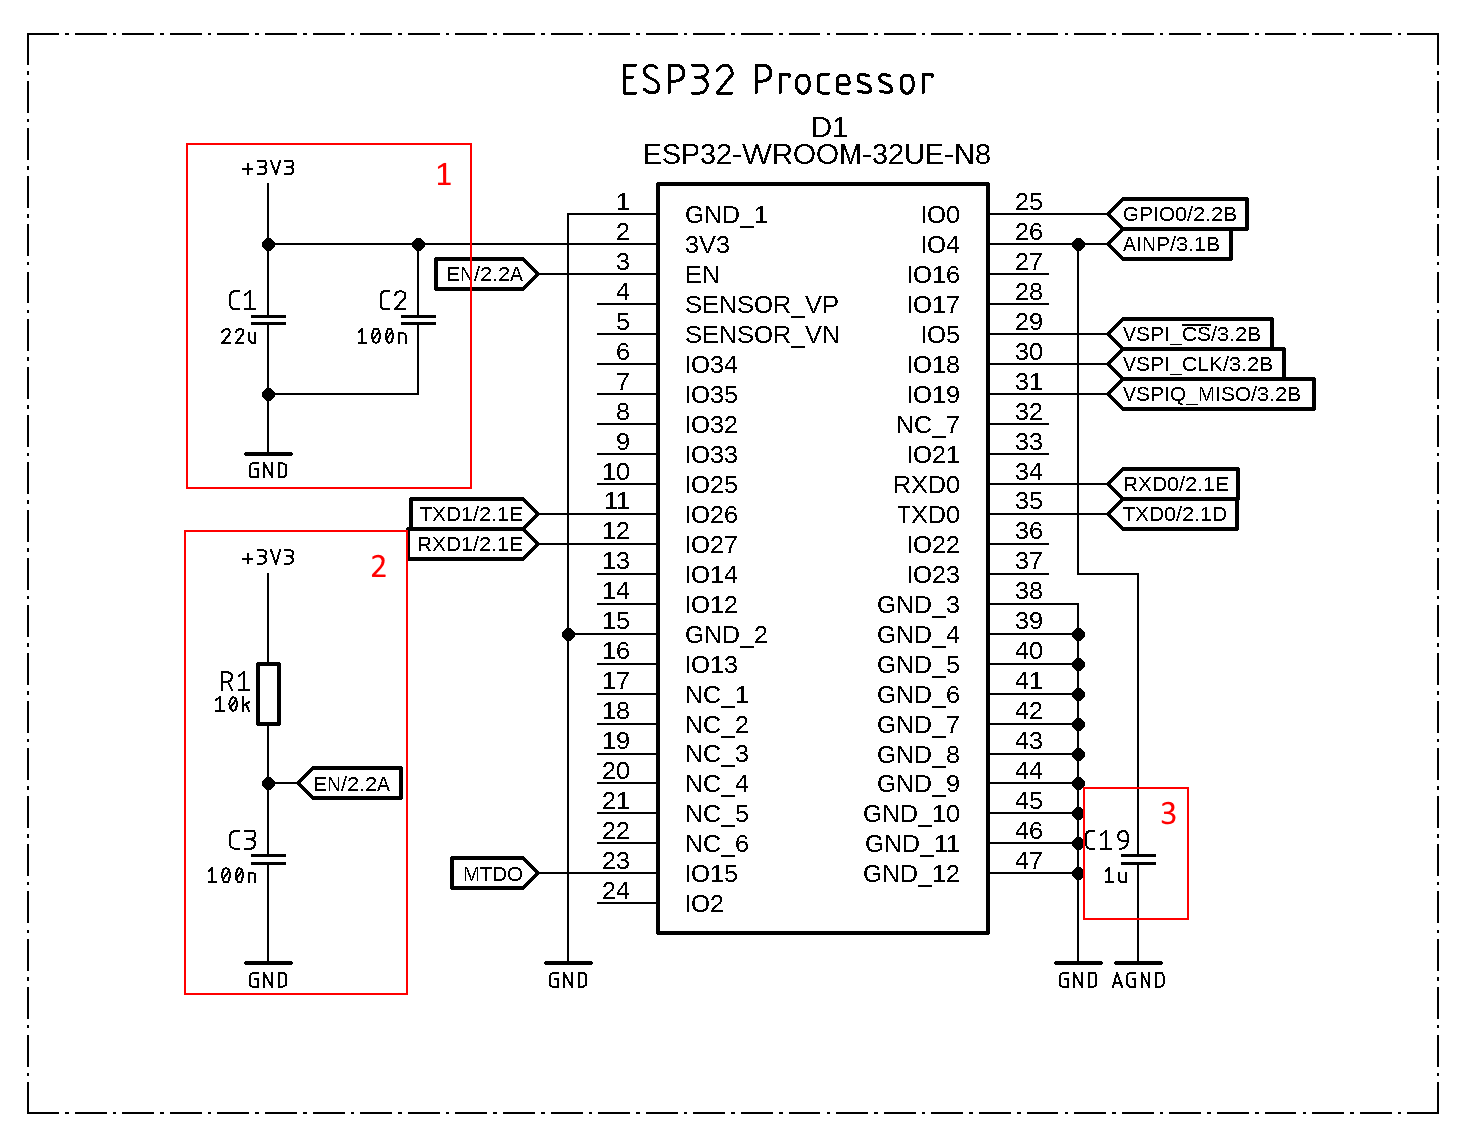 ESP32 Processor
D1
ESP32-WROOM-32UE-N8
1
+3V3
C1
22u
C2
100n
GND
2
+3V3
R1
10k
EN/2.2A
C3
100n
GND
EN/2.2A
TXD1/2.1E
RXD1/2.1E
MTDO
GND
1 GND_1
2 3V3
3 EN
4 SENSOR_VP
5 SENSOR_VN
6 IO34
7 IO35
8 IO32
9 IO33
10 IO25
11 IO26
12 IO27
13 IO14
14 IO12
15 GND_2
16 IO13
17 NC_1
18 NC_2
19 NC_3
20 NC_4
21 NC_5
22 NC_6
23 IO15
24 IO2
IO0 25 GPIO0/2.2B
IO4 26 AINP/3.1B
IO16 27
IO17 28
IO5 29 VSPI_CS/3.2B
IO18 30 VSPI_CLK/3.2B
IO19 31 VSPIQ_MISO/3.2B
NC_7 32
IO21 33
RXD0 34 RXD0/2.1E
TXD0 35 TXD0/2.1D
IO22 36
IO23 37
GND_3 38
GND_4 39
GND_5 40
GND_6 41
GND_7 42
GND_8 43
GND_9 44
GND_10 45
GND_11 46
GND_12 47
3
C19
1u
GND
AGND